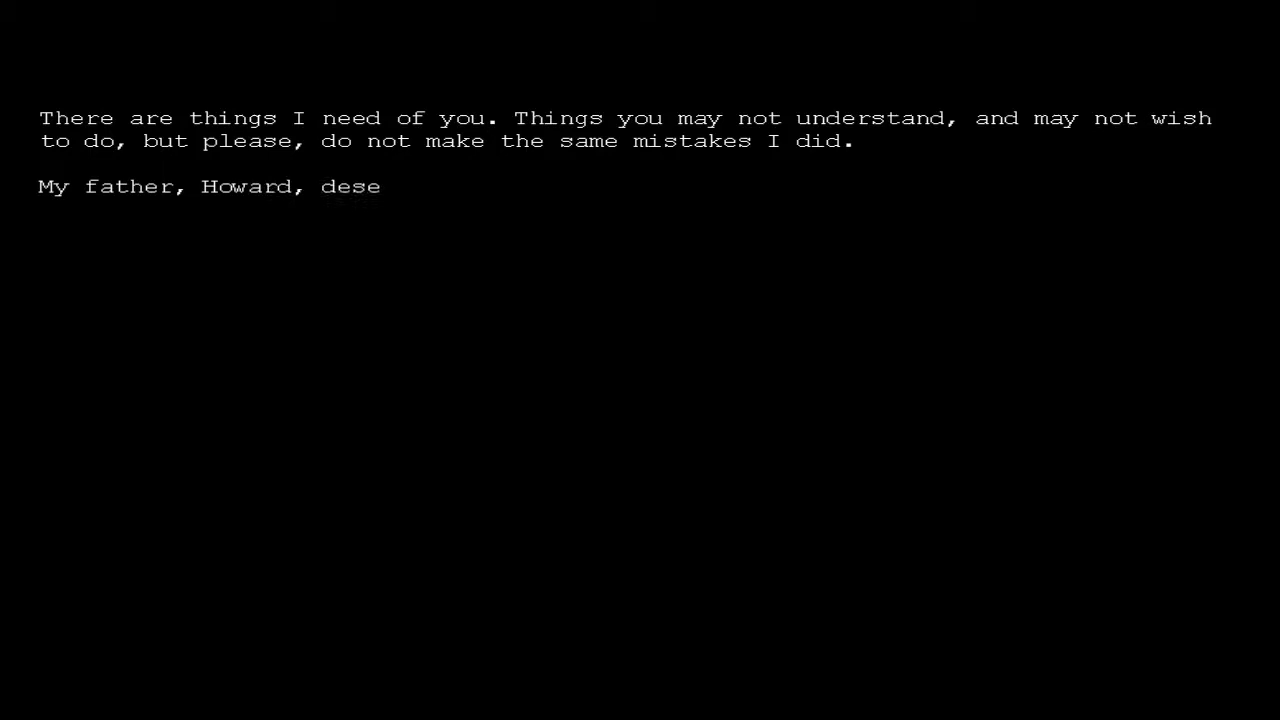 There are things I need of you. Things you may not understand, and may not wish
to do, but please, do not make the same mistakes I did.
My father, Howard, dese